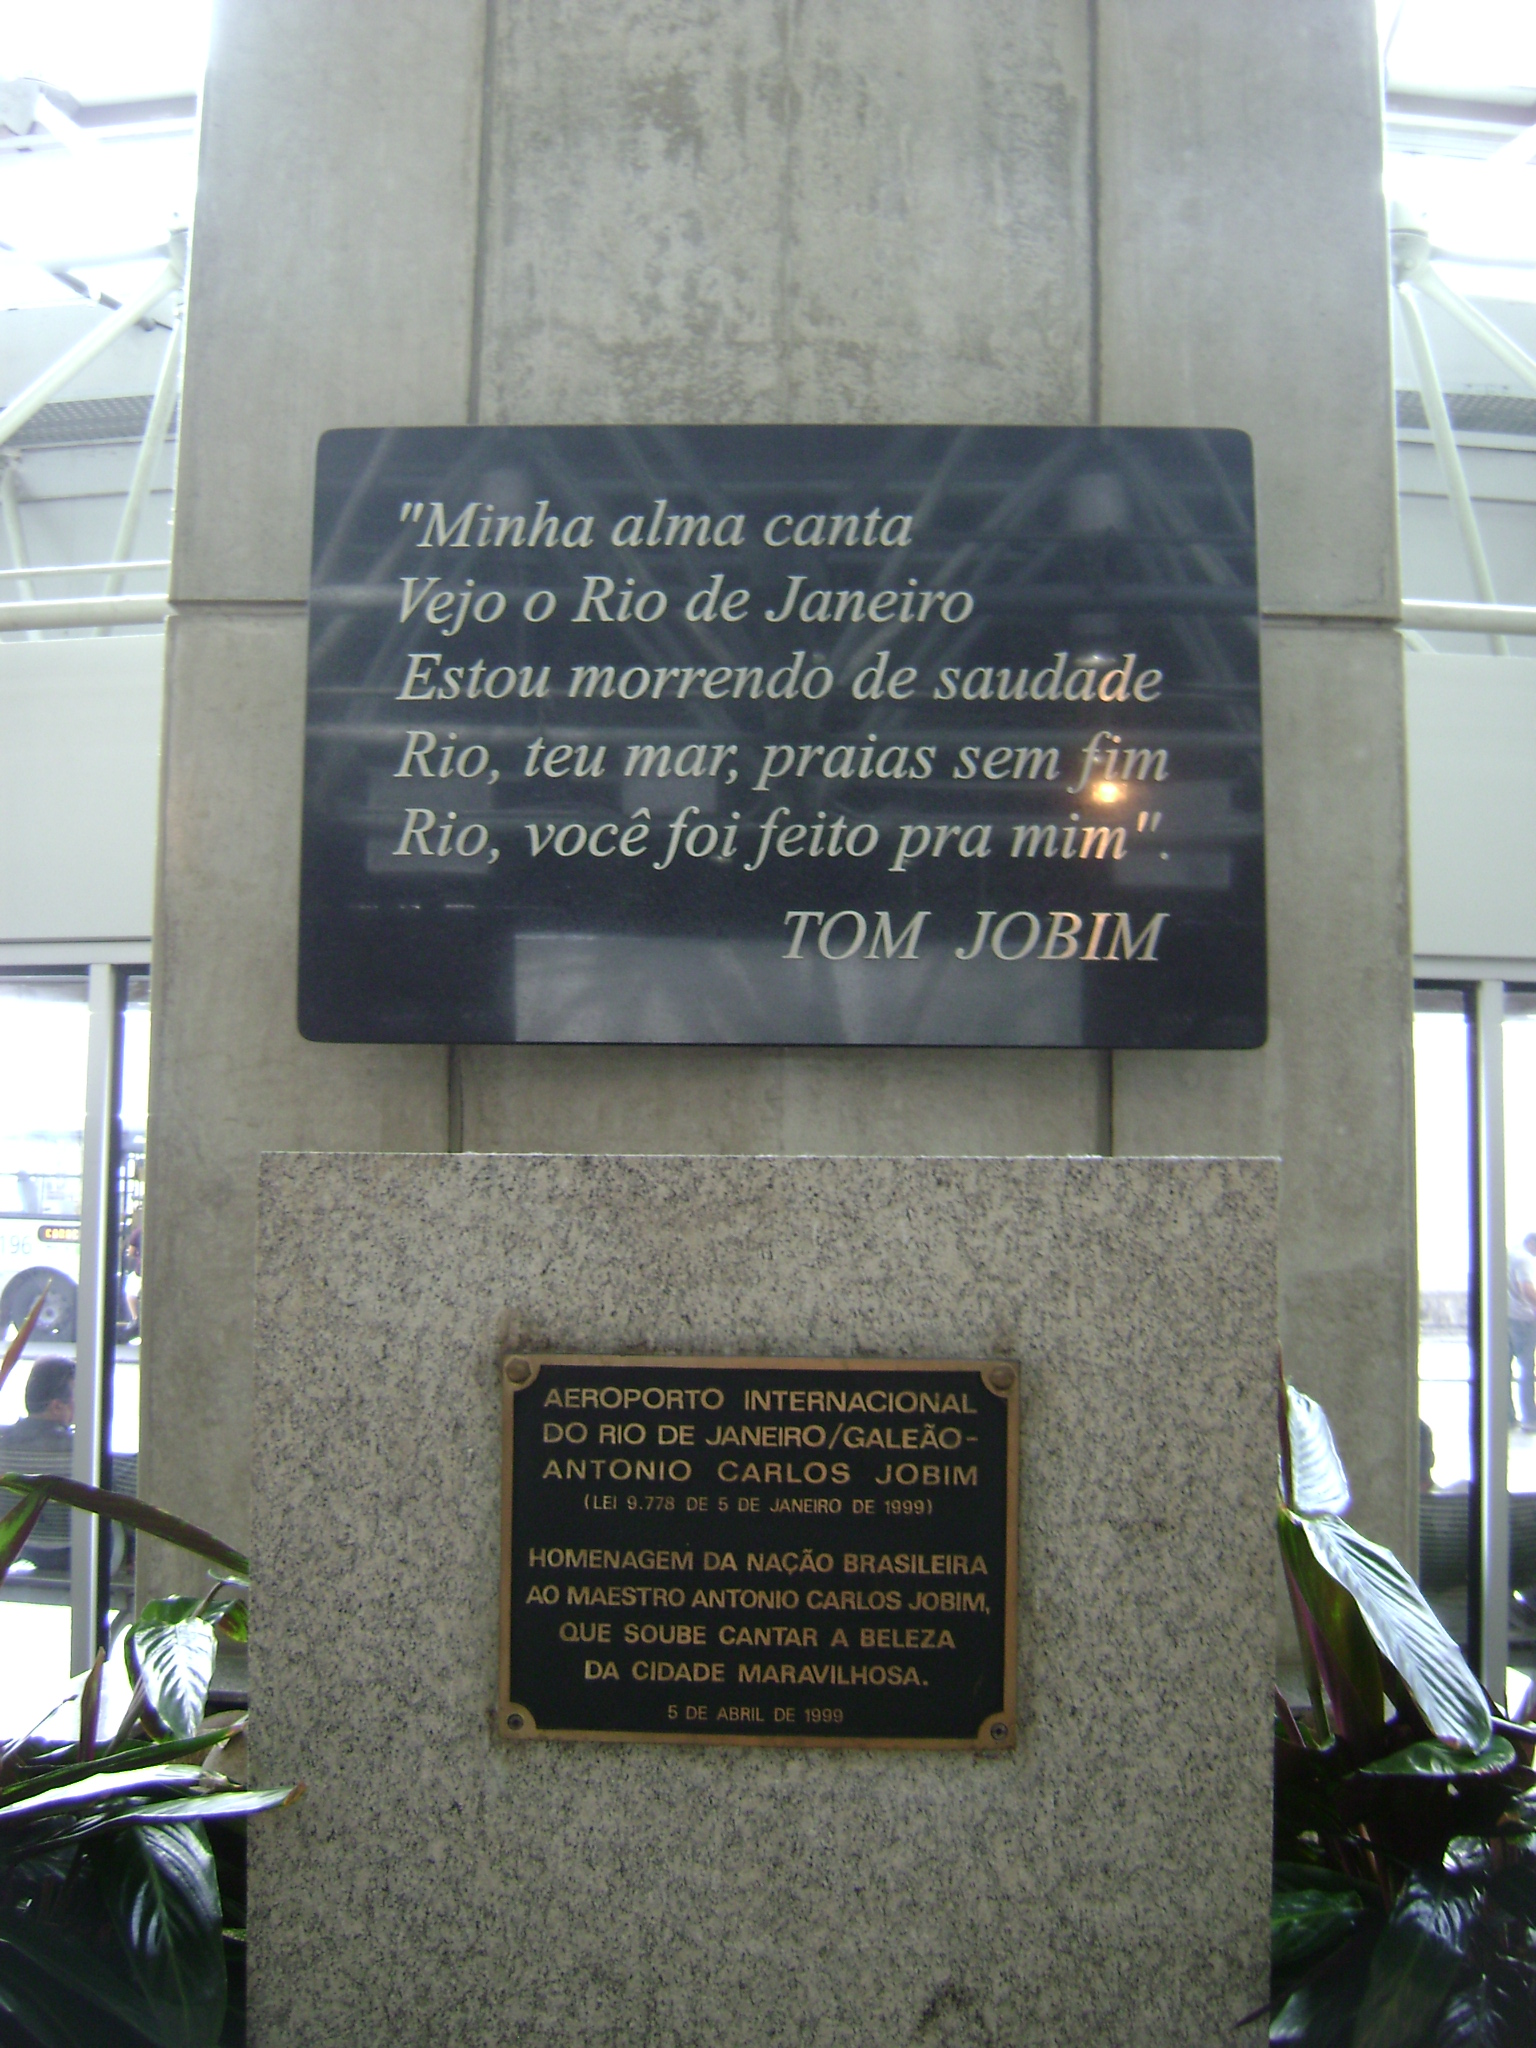 "Minha alma canta
Vejo o Rio de Janeiro
Estou morrendo de saudade
Rio, teu mar, praias sem fim
Rio, você foi feito pra mim".
TOM JOBIM
AEROPORTO INTERNACIONAL
DO RIO DE JANEIRO/GALEÃO-
ANTONIO CARLOS JOBIM
(LEI 9.778 DE 5 DE JANEIRO DE 1999)
HOMENAGEM DA NAÇÃO BRASILEIRA
AO MAESTRO ANTONIO CARLOS JOBIM,
QUE SOUBE CANTAR A BELEZA
DA CIDADE MARAVILHOSA.
5 DE ABRIL DE 1999